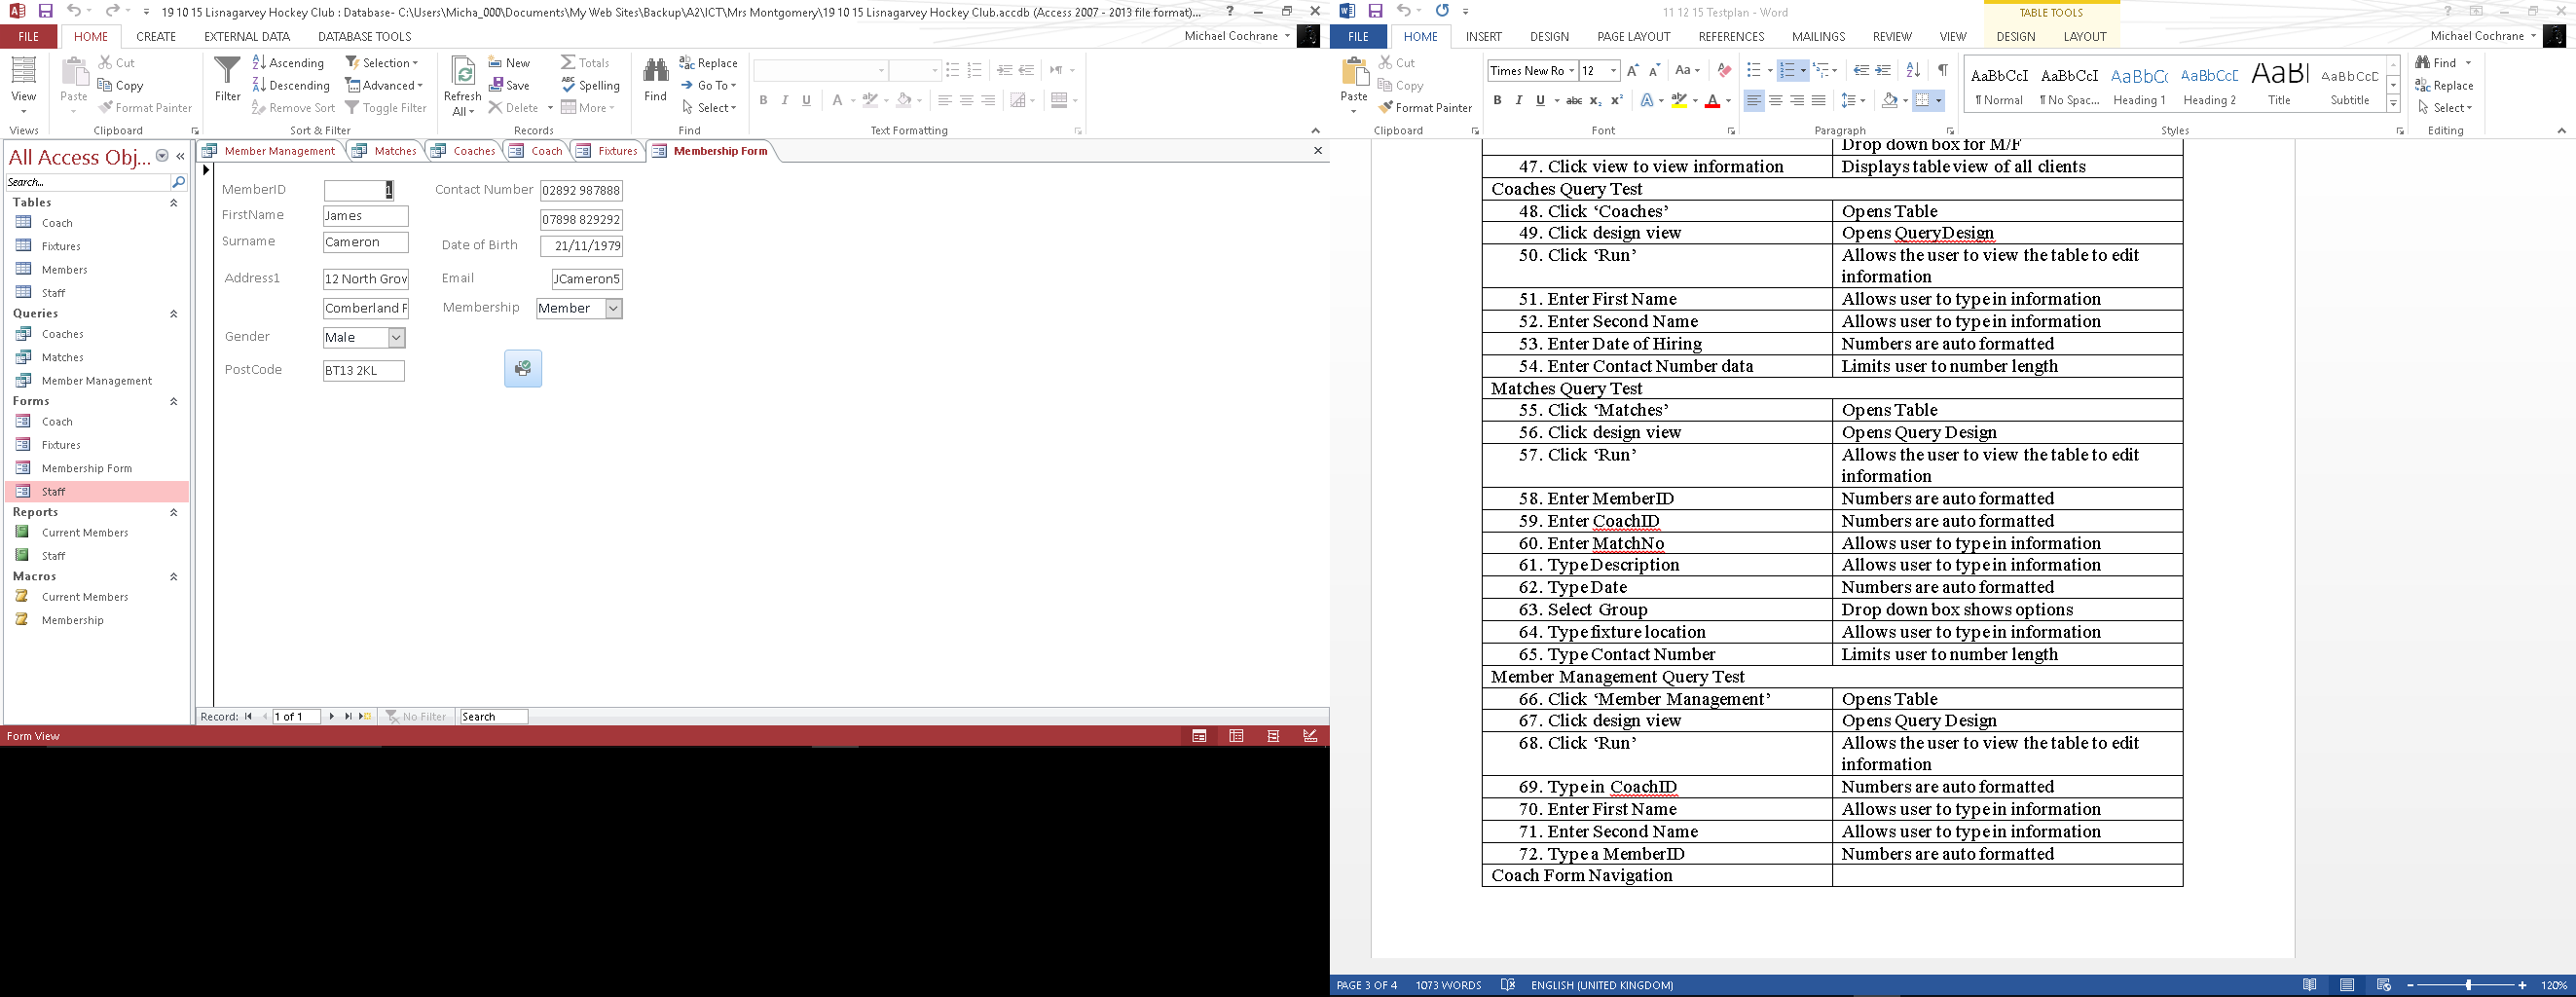 19 10 15 Lisnagarvey Hockey Club : Database- C:\Users\Micha_000\Documents\My Web Sites\Backup\A2\ICT\Mrs Montgomery\19 10 15 Lisnagarvey Hockey Club.accdb (Access 2007 - 2013 file format)...
FILE HOME CREATE EXTERNAL DATA DATABASE TOOLS
Michael Cochrane
View
Views
Paste
Cut
Copy
Format Painter
Clipboard
Filter
Ascending
Descending
Remove Sort
Selection
Advanced
Toggle Filter
Sort & Filter
Refresh
All
New
Save
Delete
Totals
Spelling
More
Records
Find
Replace
Go To
Select
Find
B I U A
Text Formatting
All Access Obj...
Search...
Tables
Coach
Fixtures
Members
Staff
Queries
Coaches
Matches
Member Management
Forms
Coach
Fixtures
Membership Form
Staff
Reports
Current Members
Staff
Macros
Current Members
Membership
Member Management Matches Coaches Coach Fixtures Membership Form
MemberID 1 Contact Number 02892 987888
FirstName James 07898 829292
Surname Cameron Date of Birth 21/11/1979
Address1 12 North Grov Email JCameron5
Comberland F Membership Member
Gender Male
PostCode BT13 2KL
Record: 1 of 1 No Filter Search
Form View
11 12 15 Testplan - Word
TABLE TOOLS
FILE HOME INSERT DESIGN PAGE LAYOUT REFERENCES MAILINGS REVIEW VIEW DESIGN LAYOUT
Michael Cochrane
Paste
Cut
Copy
Format Painter
Clipboard
Times New Ro 12
B I U abc x₂ x² A A
Font
Paragraph
AaBbCcI AaBbCcI AaBbCc AaBbCcC AaBl AaBbCcC
¶ Normal ¶ No Spac... Heading 1 Heading 2 Title Subtitle
Styles
Find
Replace
Select
Editing
Drop down box for M/F
47. Click view to view information Displays table view of all clients
Coaches Query Test
48. Click ‘Coaches’ Opens Table
49. Click design view Opens QueryDesign
50. Click ‘Run’ Allows the user to view the table to edit
information
51. Enter First Name Allows user to type in information
52. Enter Second Name Allows user to type in information
53. Enter Date of Hiring Numbers are auto formatted
54. Enter Contact Number data Limits user to number length
Matches Query Test
55. Click ‘Matches’ Opens Table
56. Click design view Opens Query Design
57. Click ‘Run’ Allows the user to view the table to edit
information
58. Enter MemberID Numbers are auto formatted
59. Enter CoachID Numbers are auto formatted
60. Enter MatchNo Allows user to type in information
61. Type Description Allows user to type in information
62. Type Date Numbers are auto formatted
63. Select Group Drop down box shows options
64. Type fixture location Allows user to type in information
65. Type Contact Number Limits user to number length
Member Management Query Test
66. Click ‘Member Management’ Opens Table
67. Click design view Opens Query Design
68. Click ‘Run’ Allows the user to view the table to edit
information
69. Type in CoachID Numbers are auto formatted
70. Enter First Name Allows user to type in information
71. Enter Second Name Allows user to type in information
72. Type a MemberID Numbers are auto formatted
Coach Form Navigation
PAGE 3 OF 4 1073 WORDS ENGLISH (UNITED KINGDOM) 120%